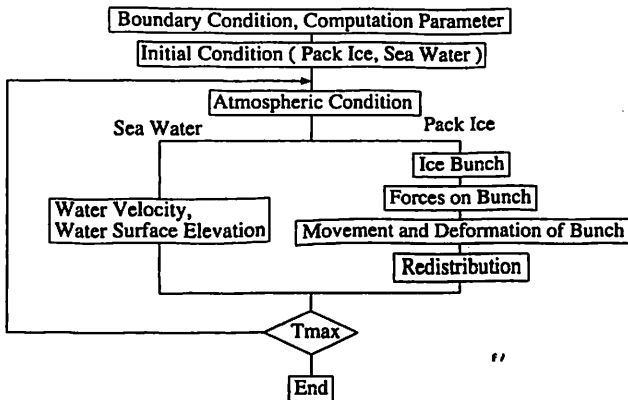 Boundary Condition, Computation Parameter
Initial Condition ( Pack Ice, Sea Water )
Atmospheric Condition
Sea Water
Pack Ice
Ice Bunch
Forces on Bunch
Water Velocity,
Water Surface Elevation
Movement and Deformation of Bunch
Redistribution
Tmax
End